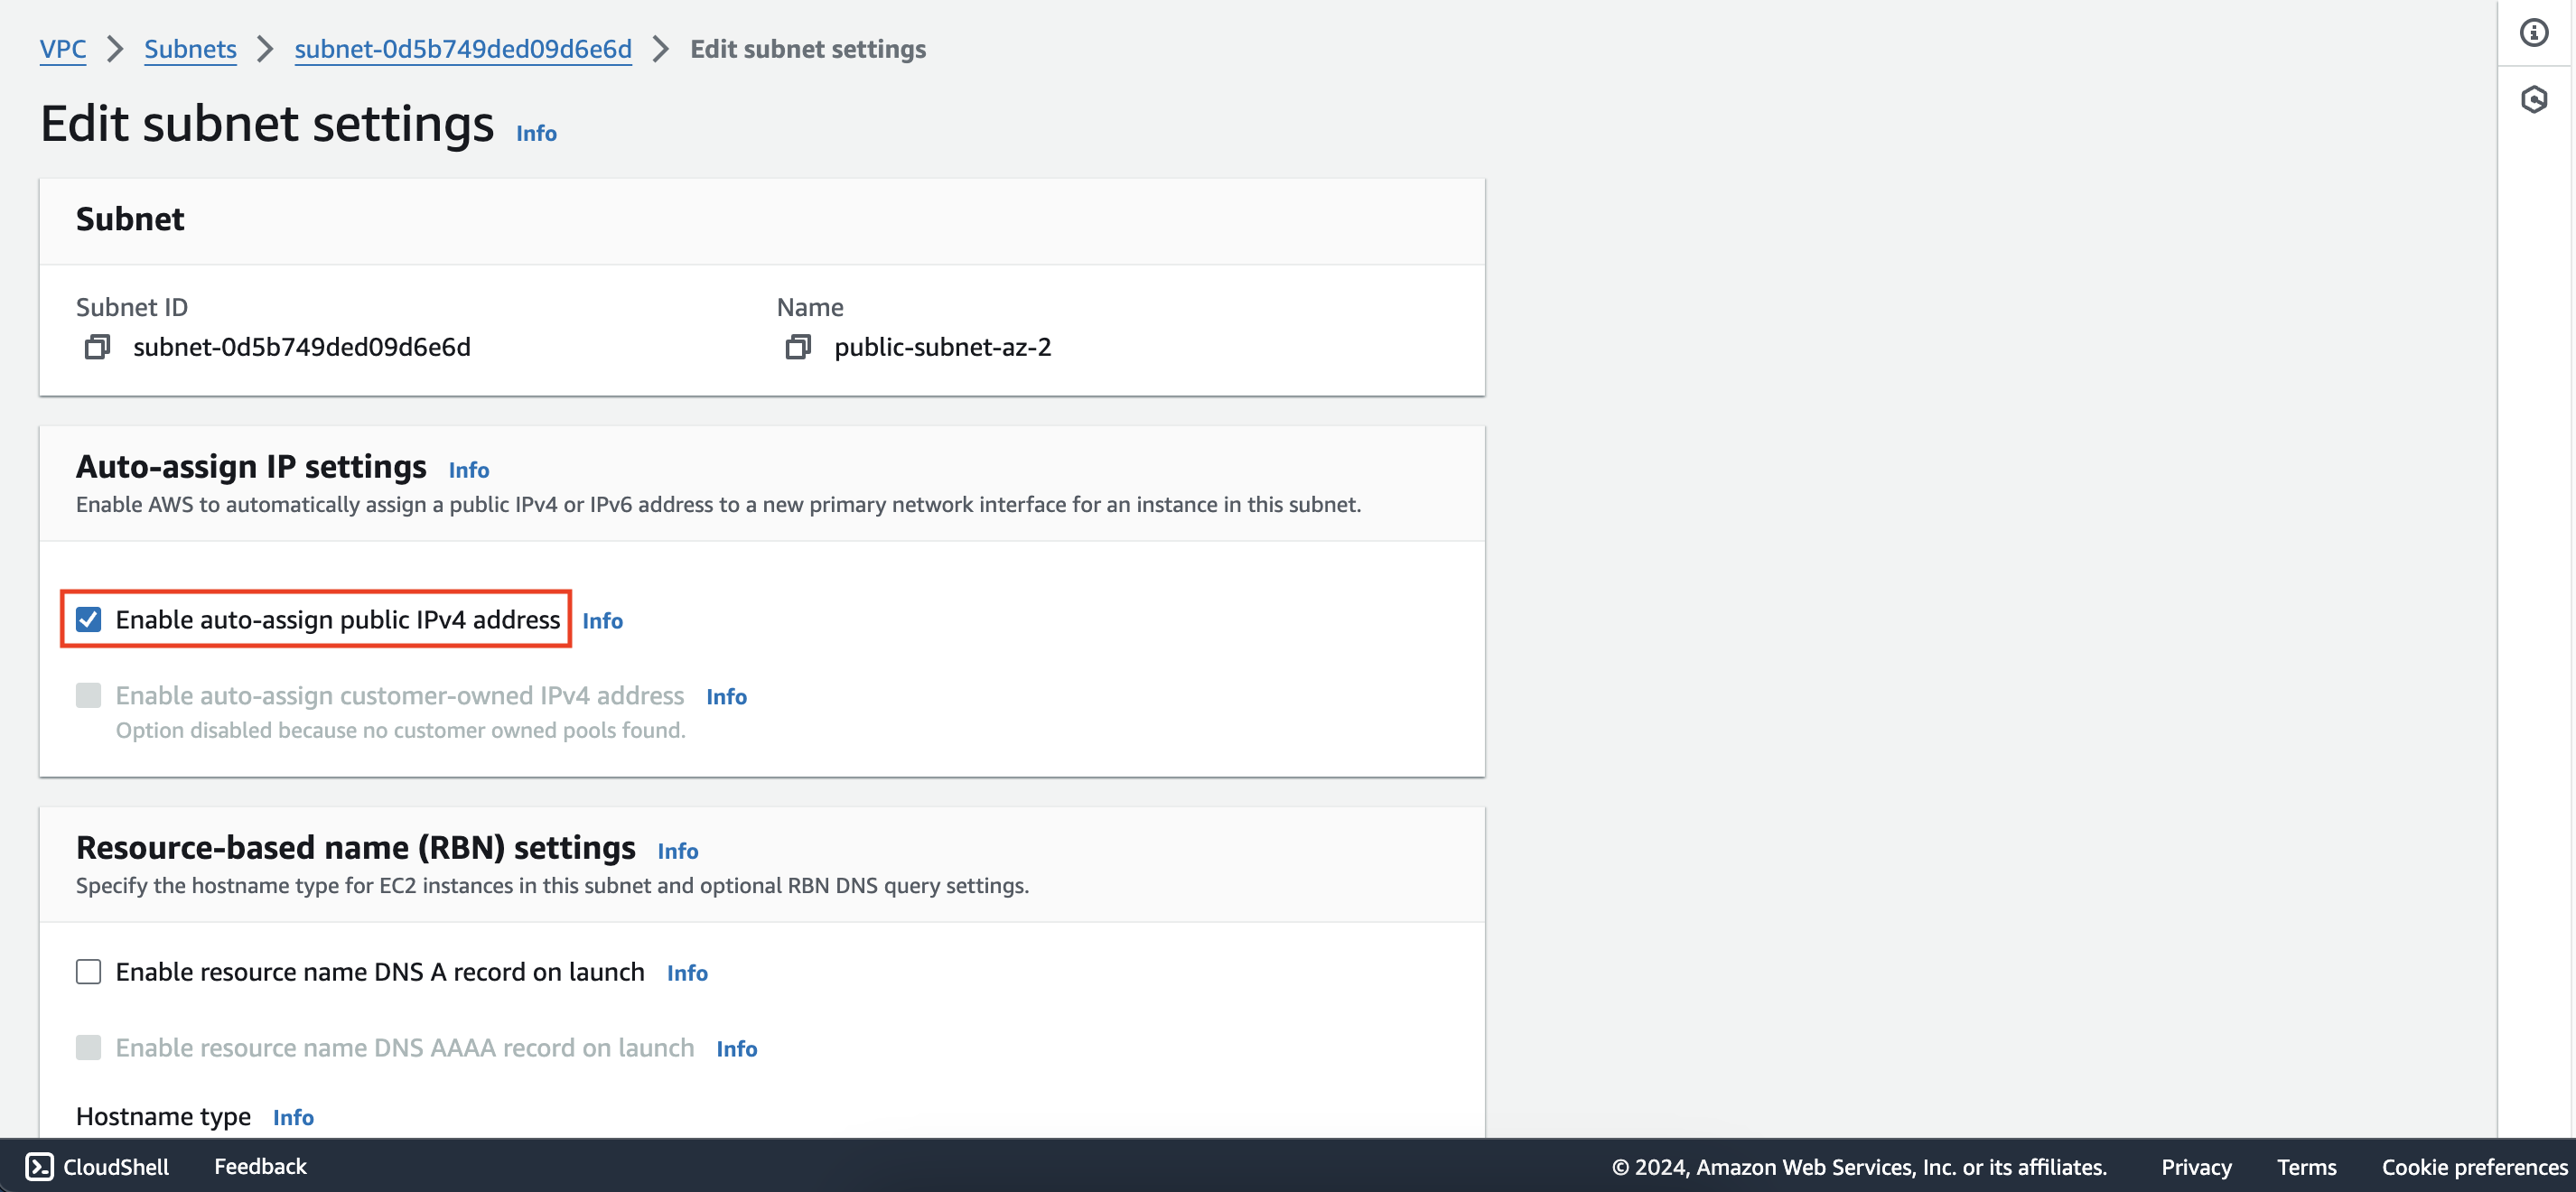 VPC > Subnets > subnet-0d5b749ded09d6e6d > Edit subnet settings
Edit subnet settings Info
Subnet
Subnet ID
subnet-0d5b749ded09d6e6d
Name
public-subnet-az-2
Auto-assign IP settings Info
Enable AWS to automatically assign a public IPv4 or IPv6 address to a new primary network interface for an instance in this subnet.
Enable auto-assign public IPv4 address Info
Enable auto-assign customer-owned IPv4 address Info
Option disabled because no customer owned pools found.
Resource-based name (RBN) settings Info
Specify the hostname type for EC2 instances in this subnet and optional RBN DNS query settings.
Enable resource name DNS A record on launch Info
Enable resource name DNS AAAA record on launch Info
Hostname type Info
CloudShell Feedback © 2024, Amazon Web Services, Inc. or its affiliates. Privacy Terms Cookie preferences